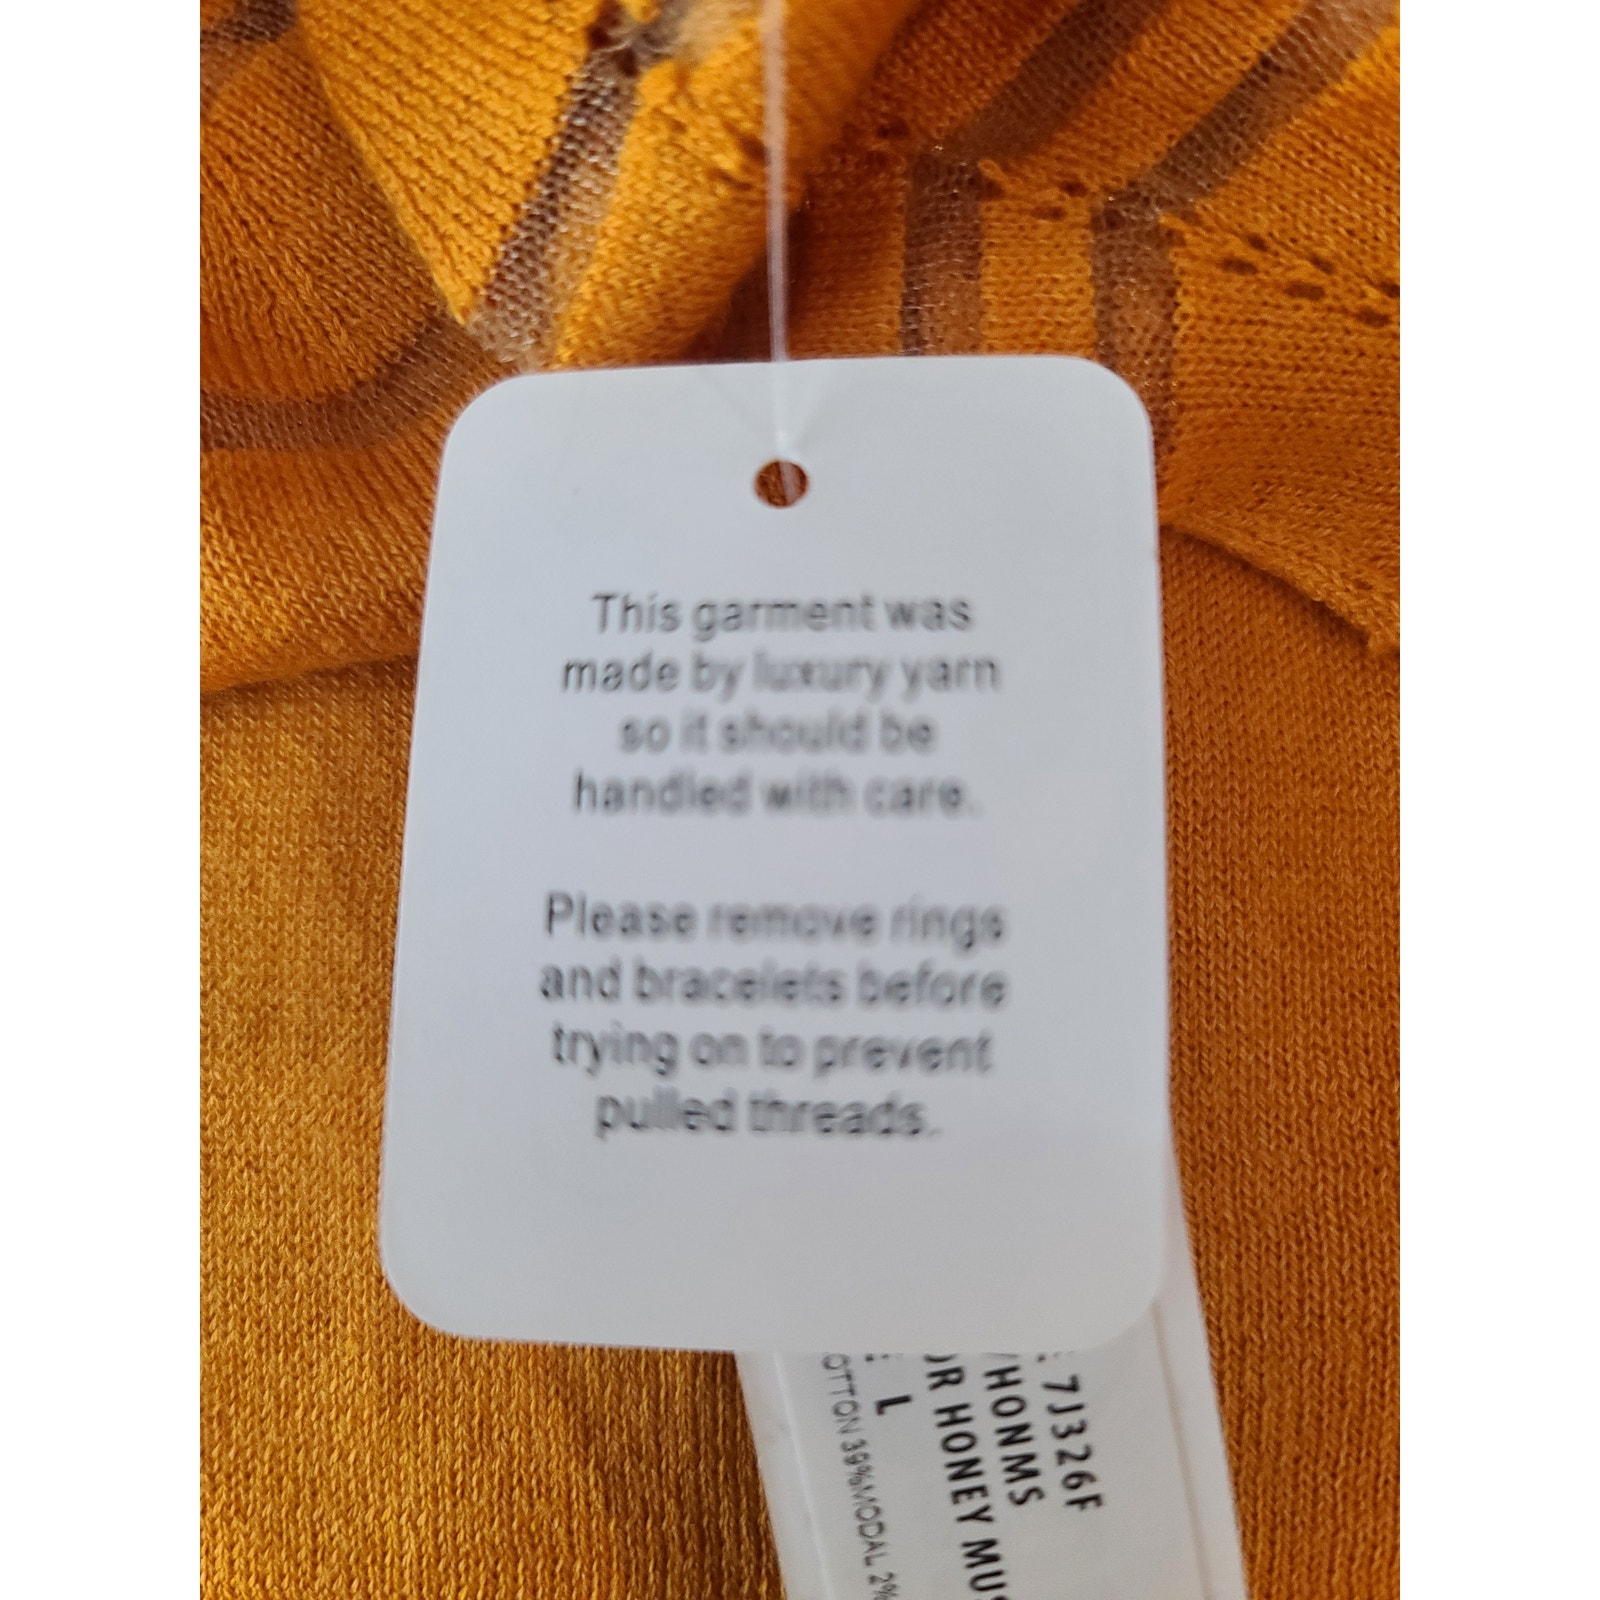 This garment was
made by luxury yarn
so it should be
handled with care.
Please remove rings
and bracelets before
trying on to prevent
pulled threads.
7J326F
/HONMS
OR HONEY MUS
: L
OTTON 39%MODAL 2%